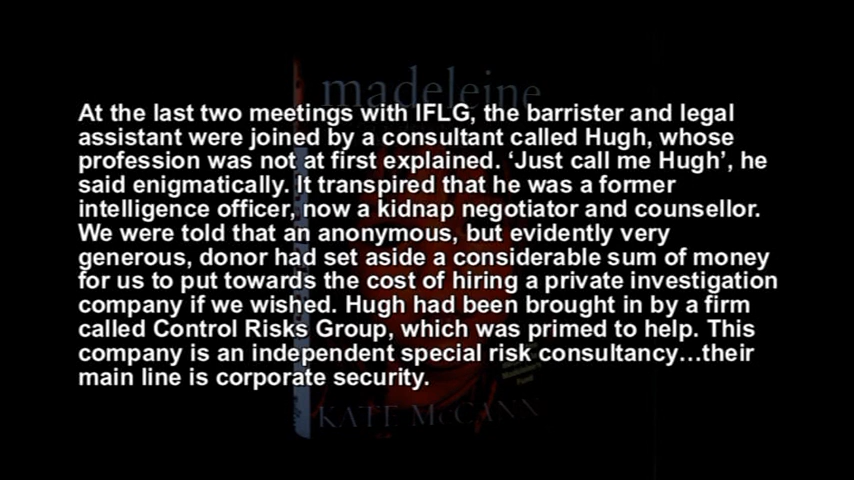 madeleine
At the last two meetings with IFLG, the barrister and legal
assistant were joined by a consultant called Hugh, whose
profession was not at first explained. ‘Just call me Hugh’, he
said enigmatically. It transpired that he was a former
intelligence officer, now a kidnap negotiator and counsellor.
We were told that an anonymous, but evidently very
generous, donor had set aside a considerable sum of money
for us to put towards the cost of hiring a private investigation
company if we wished. Hugh had been brought in by a firm
called Control Risks Group, which was primed to help. This
company is an independent special risk consultancy…their
main line is corporate security.
Madeleine's
Fund
KATE MCCANN